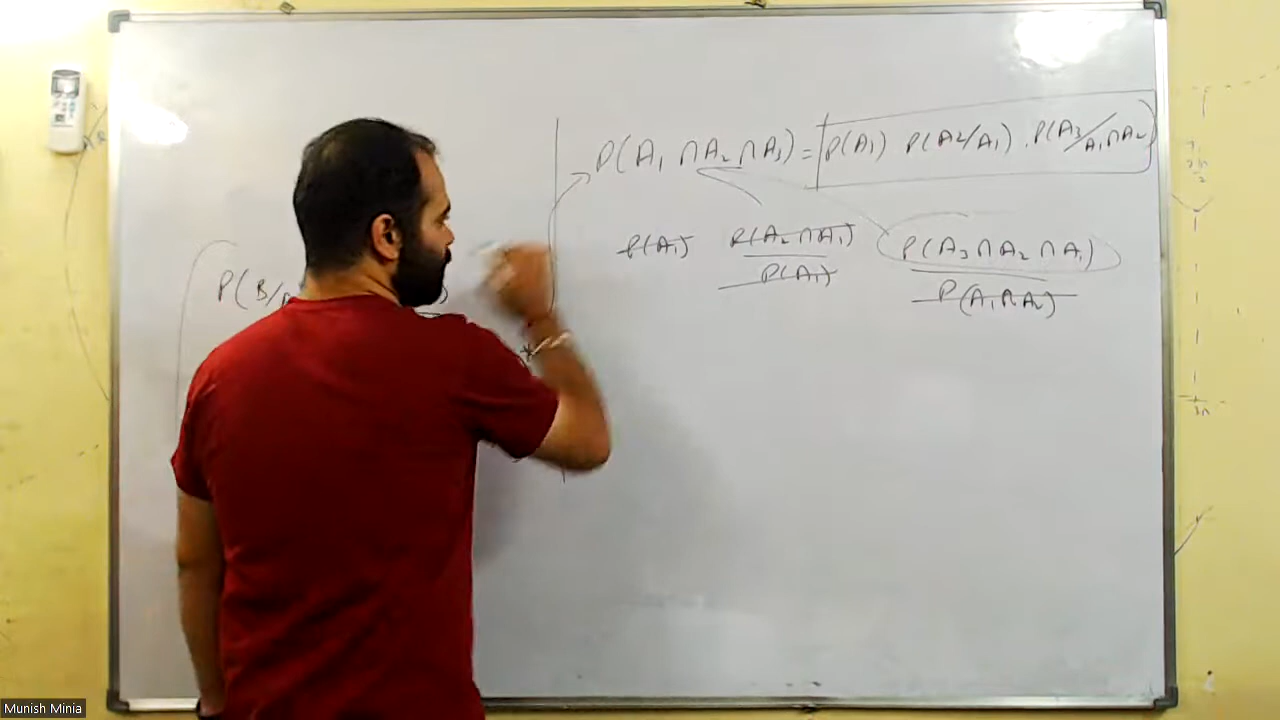 P(A₁ ∩ A₂ ∩ A₃) = P(A₁) P(A2/A₁) . P(A₃/A₁∩A₂)
P(A₁) P(A₂ ∩ A₁) P(A₃ ∩ A₂ ∩ A₁)
P(A₁) P(A₁ ∩ A₂)
P(B/
Munish Minia